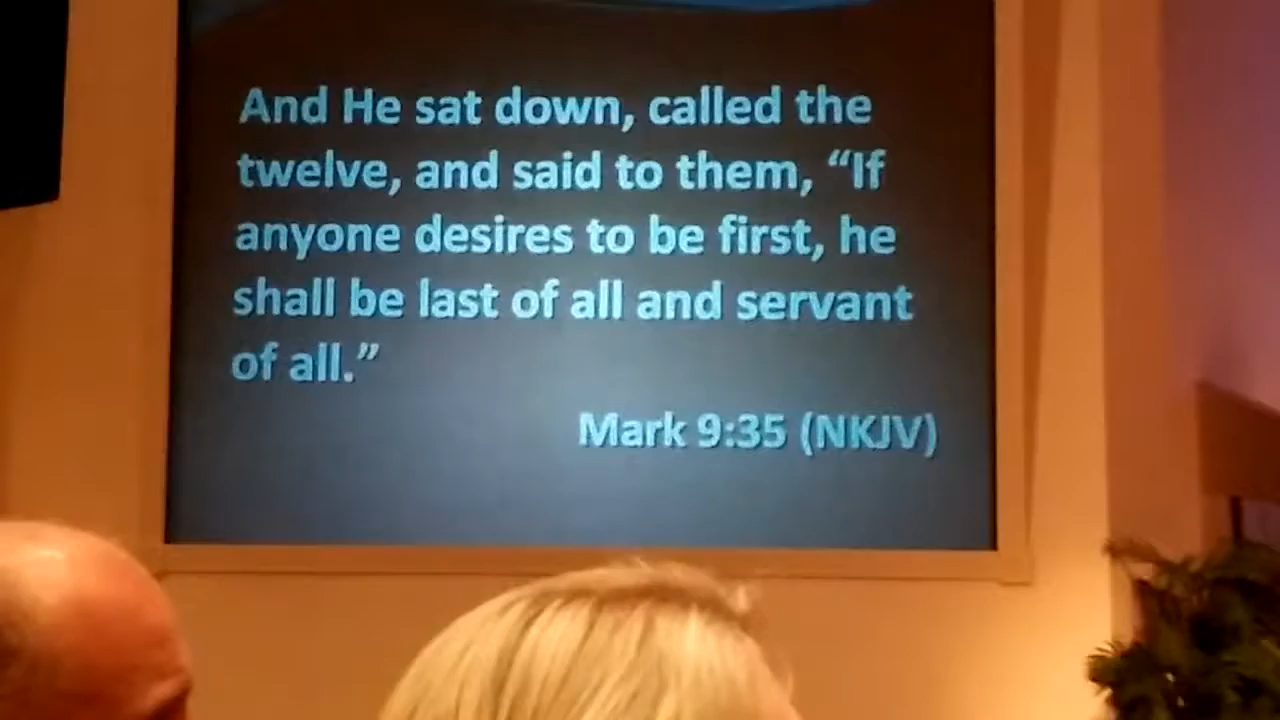 And He sat down, called the
twelve, and said to them, “If
anyone desires to be first, he
shall be last of all and servant
of all.”
Mark 9:35 (NKJV)